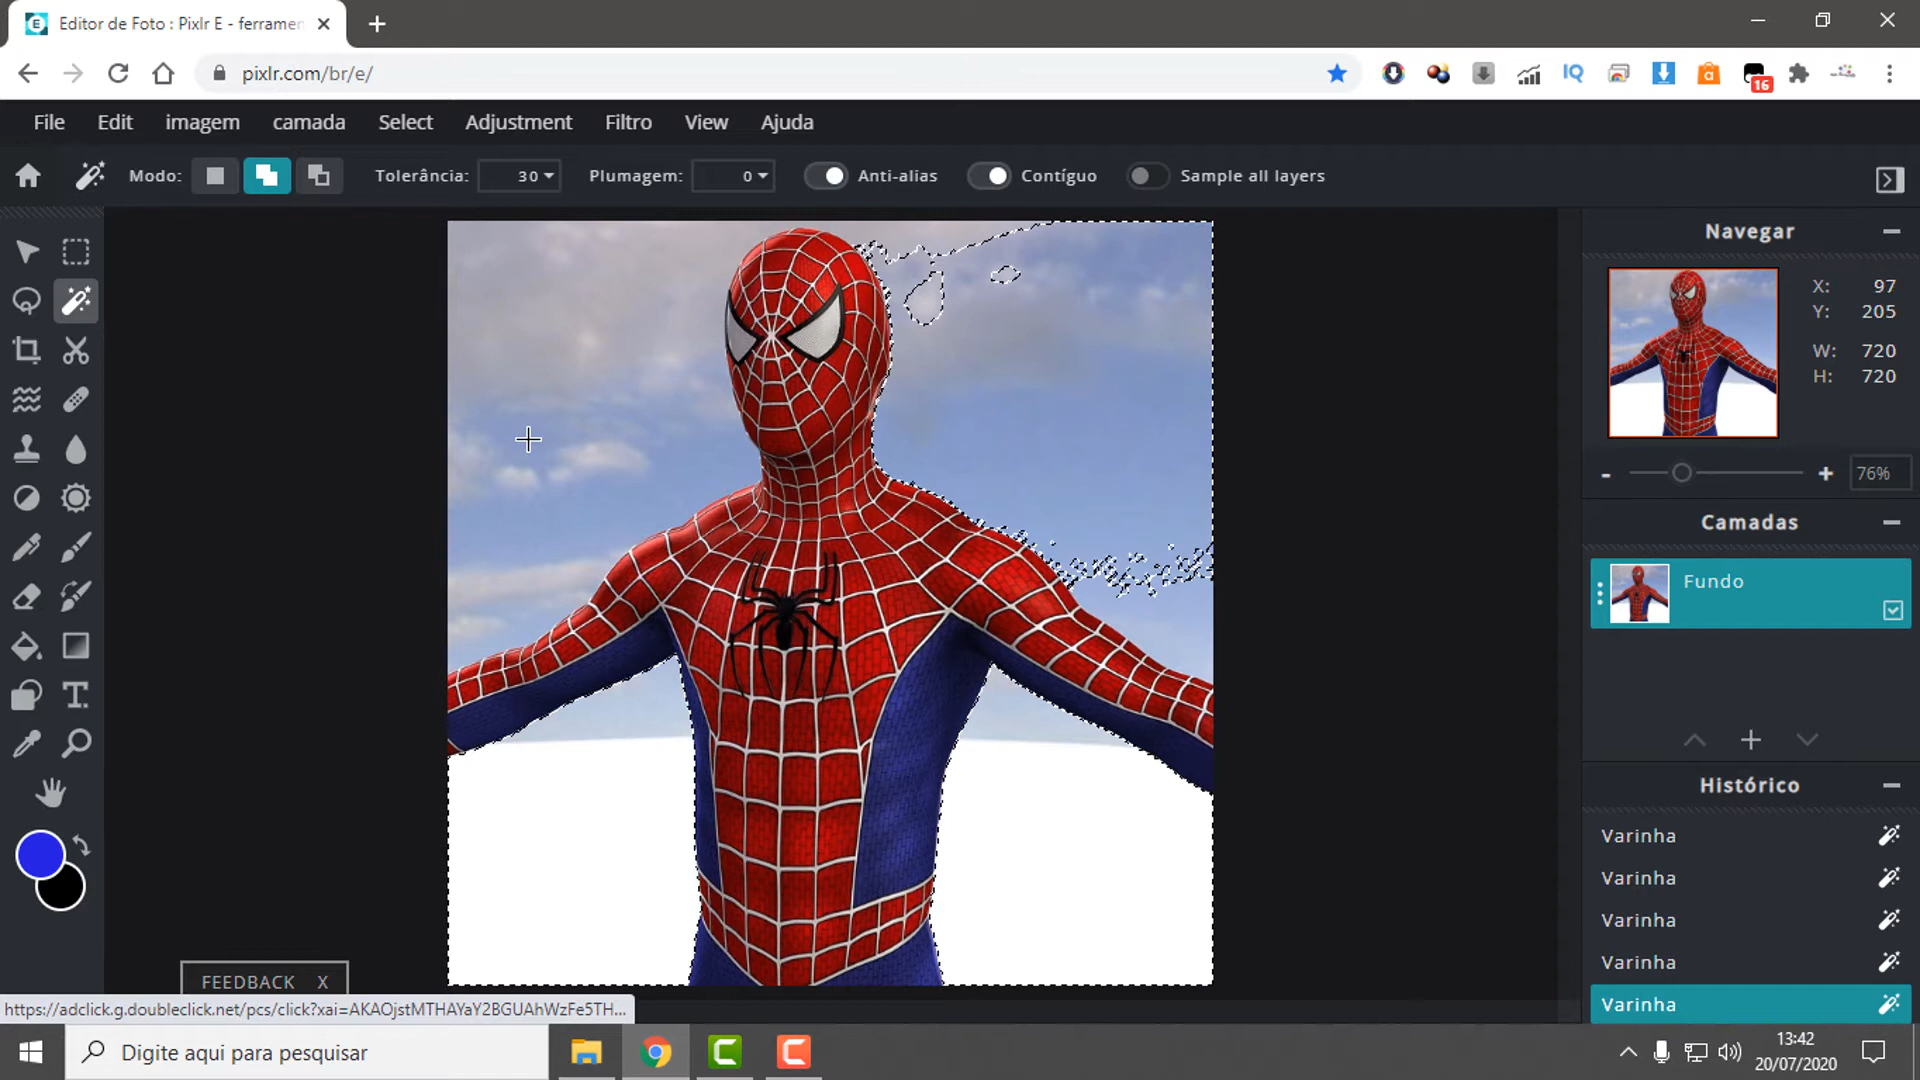 Editor de Foto : Pixlr E - ferramen
pixlr.com/br/e/
16
File Edit imagem camada Select Adjustment Filtro View Ajuda
Modo: Tolerância: 30 Plumagem: 0 Anti-alias Contíguo Sample all layers
Navegar
X: 97
Y: 205
W: 720
H: 720
- + 76%
Camadas
Fundo
Histórico
Varinha
Varinha
Varinha
Varinha
Varinha
FEEDBACK X
https://adclick.g.doubleclick.net/pcs/click?xai=AKAOjstMTHAYaY2BGUAhWzFe5TH...
Digite aqui para pesquisar
13:42
20/07/2020